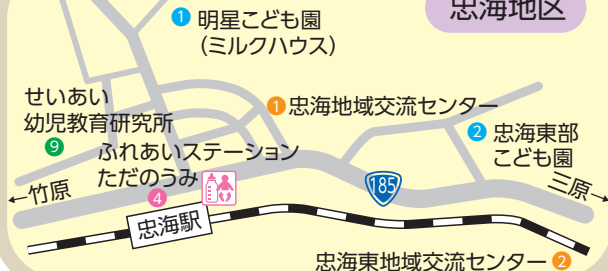 忠海地区
1 明星こども園
(ミルクハウス)
せいあい
幼児教育研究所
9
1 忠海地域交流センター
2 忠海東部
こども園
ふれあいステーション
ただのうみ
4
185
←竹原
三原→
忠海駅
忠海東地域交流センター 2